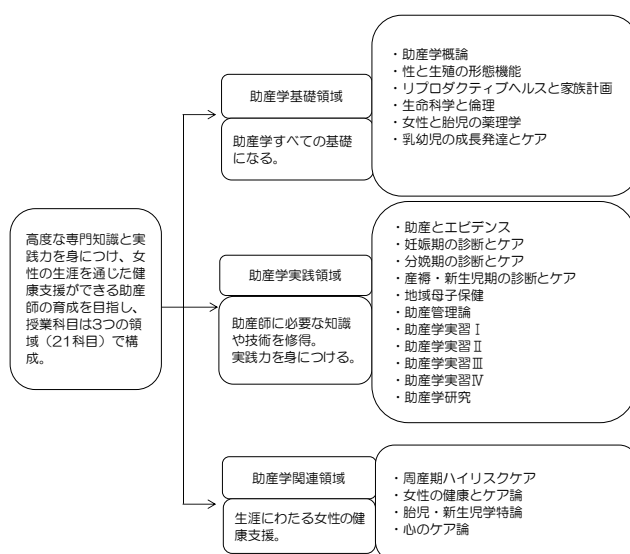 高度な専門知識と実
践力を身につけ、女
性の生涯を通じた健
康支援ができる助産
師の育成を目指し、
授業科目は3つの領
域（21科目）で構
成。
助産学基礎領域
助産学すべての基礎
になる。
・助産学概論
・性と生殖の形態機能
・リプロダクティブヘルスと家族計画
・生命科学と倫理
・女性と胎児の薬理学
・乳幼児の成長発達とケア
助産学実践領域
助産師に必要な知識
や技術を修得。
実践力を身につける。
・助産とエビデンス
・妊娠期の診断とケア
・分娩期の診断とケア
・産褥・新生児期の診断とケア
・地域母子保健
・助産管理論
・助産学実習Ⅰ
・助産学実習Ⅱ
・助産学実習Ⅲ
・助産学実習Ⅳ
・助産学研究
助産学関連領域
生涯にわたる女性の健
康支援。
・周産期ハイリスクケア
・女性の健康とケア論
・胎児・新生児学特論
・心のケア論